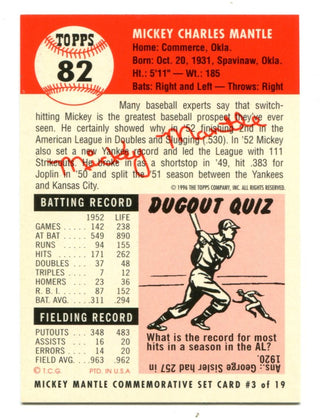 TOPPS
82
MICKEY CHARLES MANTLE
Home: Commerce, Okla.
Born: Oct. 20, 1931, Spavinaw, Okla.
Ht: 5'11" — Wt: 185
Bats: Right and Left — Throws: Right
Many baseball experts say that switch-
hitting Mickey is the greatest baseball prospect they've ever
seen. He certainly showed why in '52 finishing 2nd in the
American League in Doubles and Slugging (.530). In '52 Mickey
also set a new Yankee record and led the League with 111
Strikeouts. He broke in as a shortstop in '49, hit .383 for
Joplin in '50 and split the '51 season between the Yankees
and Kansas City.
Mickey Mantle
© 1996 THE TOPPS COMPANY, INC. ALL RIGHTS RESERVED.
BATTING RECORD
1952 LIFE
GAMES 142 238
AT BAT 549 890
RUNS 94 155
HITS 171 262
DOUBLES 37 48
TRIPLES 7 12
HOMERS 23 36
R. B. I. 87 152
BAT. AVG. .311 .294
FIELDING RECORD
PUTOUTS 348 483
ASSISTS 16 20
ERRORS 14 20
FIELD AVG. .963 .962
© T.C.G. PTD. IN U.S.A
DUGOUT QUIZ
What is the record for most
hits in a season in the AL?
Ans: George Sisler had 257 in
1920.
MICKEY MANTLE COMMEMORATIVE SET CARD #3 of 19